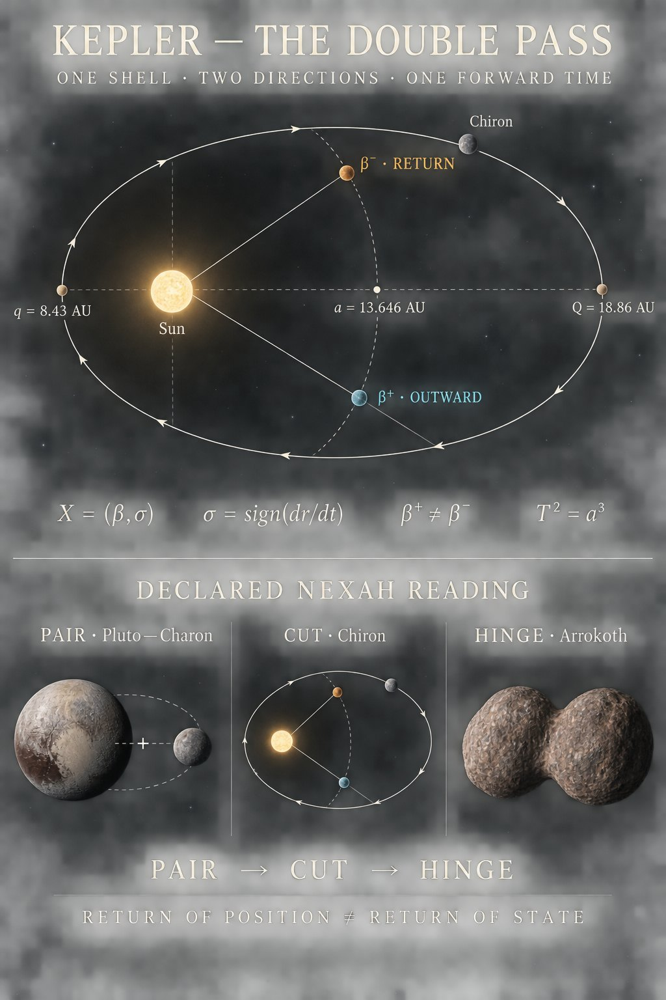 KEPLER — THE DOUBLE PASS
ONE SHELL · TWO DIRECTIONS · ONE FORWARD TIME
Chiron
β⁻ · RETURN
q = 8.43 AU
a = 13.646 AU
Q = 18.86 AU
Sun
β⁺ · OUTWARD
X = (β, σ)
σ = sign(dr/dt)
β⁺ ≠ β⁻
T² = a³
DECLARED NEXAH READING
PAIR · Pluto—Charon
CUT · Chiron
HINGE · Arrokoth
PAIR → CUT → HINGE
RETURN OF POSITION ≠ RETURN OF STATE